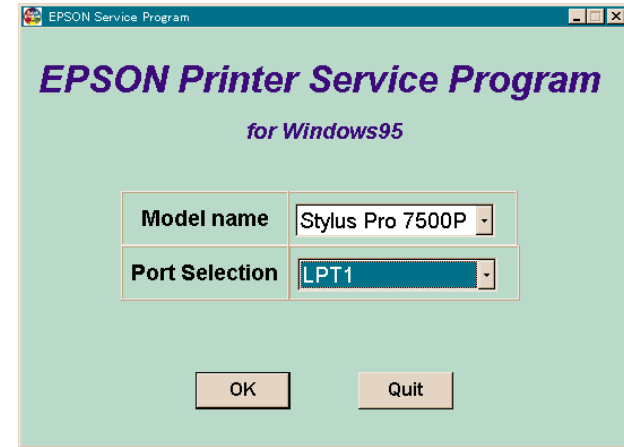 EPSON Service Program
EPSON Printer Service Program
for Windows95
Model name Stylus Pro 7500P
Port Selection LPT1
OK Quit